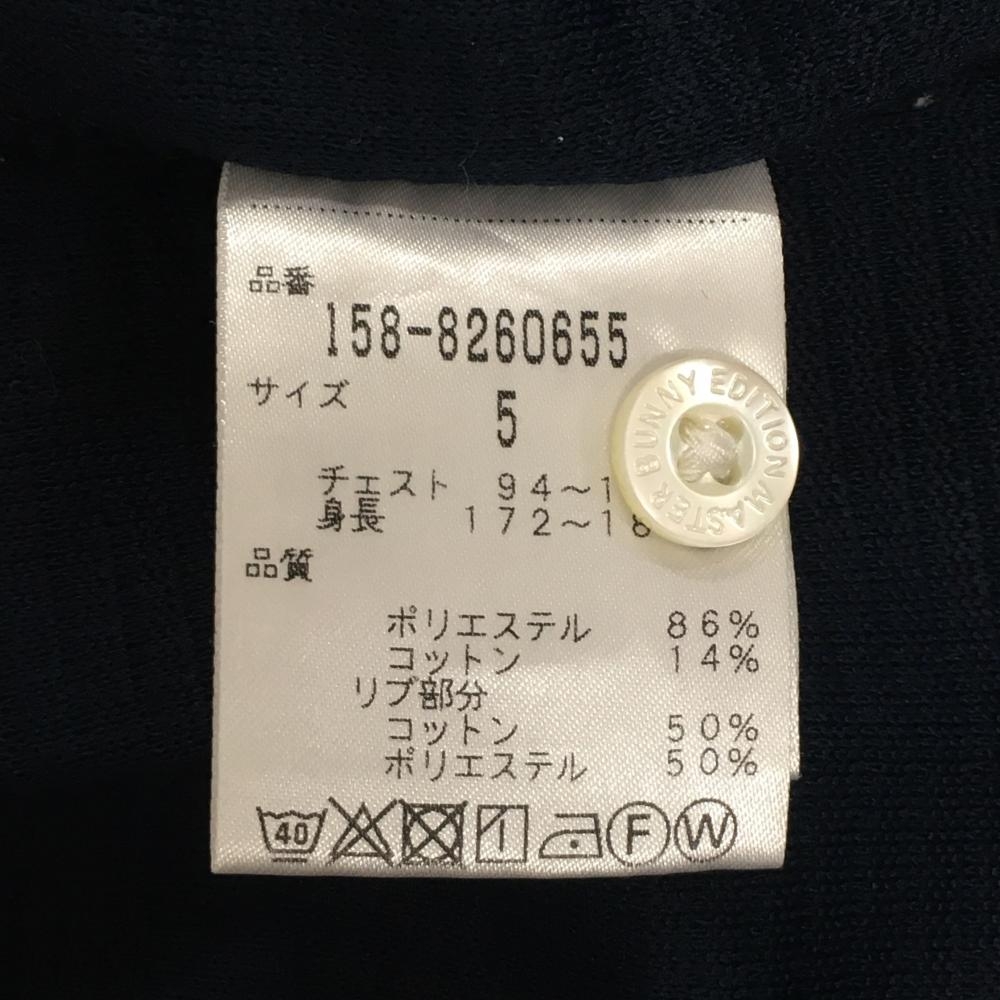 品番
158-8260655
サイズ
5
チェスト 94～1
身長 172～18
品質
ポリエステル 86%
コットン 14%
リブ部分
コットン 50%
ポリエステル 50%
40 F W
MASTER BUNNY EDITION